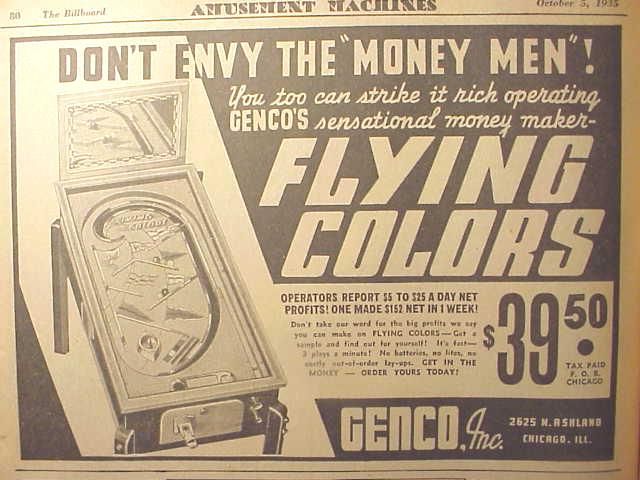 80 The Billboard AMUSEMENT MACHINES October 5, 1935
DON'T ENVY THE "MONEY MEN"!
You too can strike it rich operating
GENCO'S sensational money maker-
FLYING
COLORS
FLYING
COLORS
OPERATORS REPORT $5 TO $25 A DAY NET
PROFITS! ONE MADE $152 NET IN 1 WEEK!
Don't take our word for the big profits we say
you can make on FLYING COLORS — Get a
sample and find out for yourself! It's fast—
3 plays a minute! No batteries, no lites, no
costly out-of-order lay-ups. GET IN THE
MONEY — ORDER YOURS TODAY!
$39.50
TAX PAID
F. O. B.
CHICAGO
GENCO, Inc.
2625 N. ASHLAND
CHICAGO, ILL.